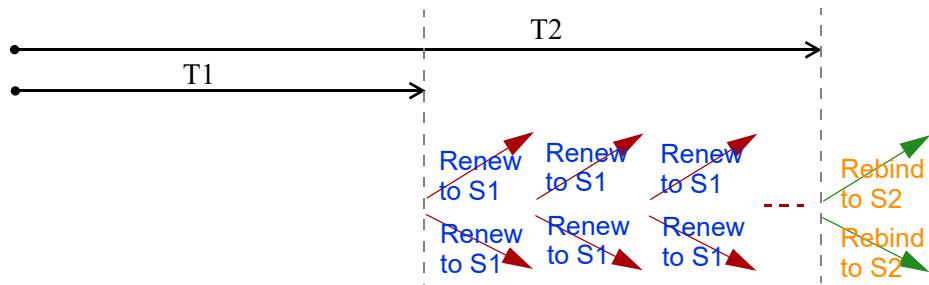 T2
T1
Renew
to S1
Renew
to S1
Renew
to S1
Rebind
to S2
Renew
to S1
Renew
to S1
Renew
to S1
Rebind
to S2